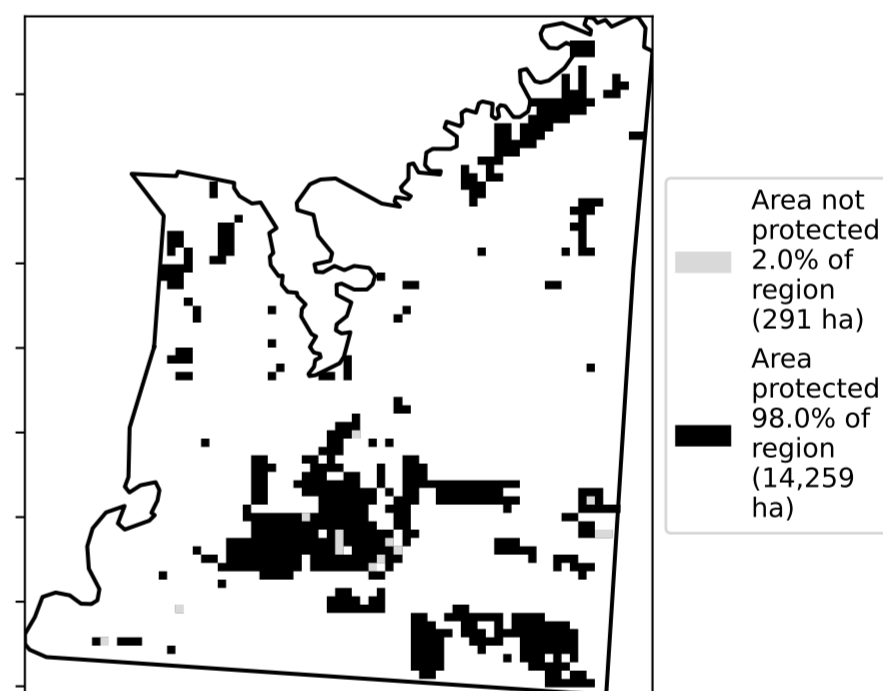 Area not
protected
2.0% of
region
(291 ha)
Area
protected
98.0% of
region
(14,259
ha)